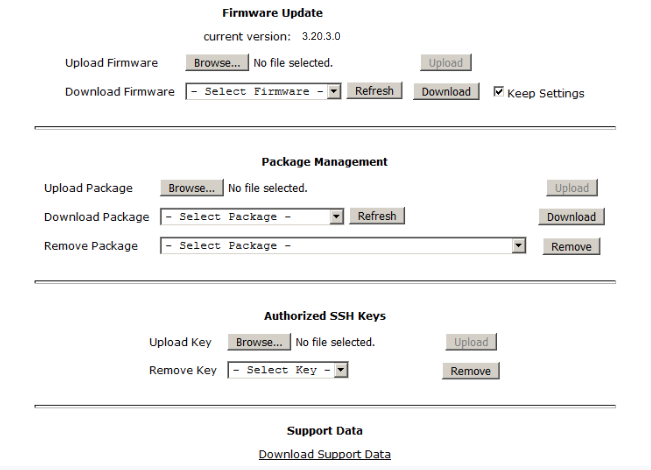 Firmware Update
current version: 3.20.3.0
Upload Firmware Browse... No file selected. Upload
Download Firmware - Select Firmware - Refresh Download Keep Settings
Package Management
Upload Package Browse... No file selected. Upload
Download Package - Select Package - Refresh Download
Remove Package - Select Package - Remove
Authorized SSH Keys
Upload Key Browse... No file selected. Upload
Remove Key - Select Key - Remove
Support Data
Download Support Data